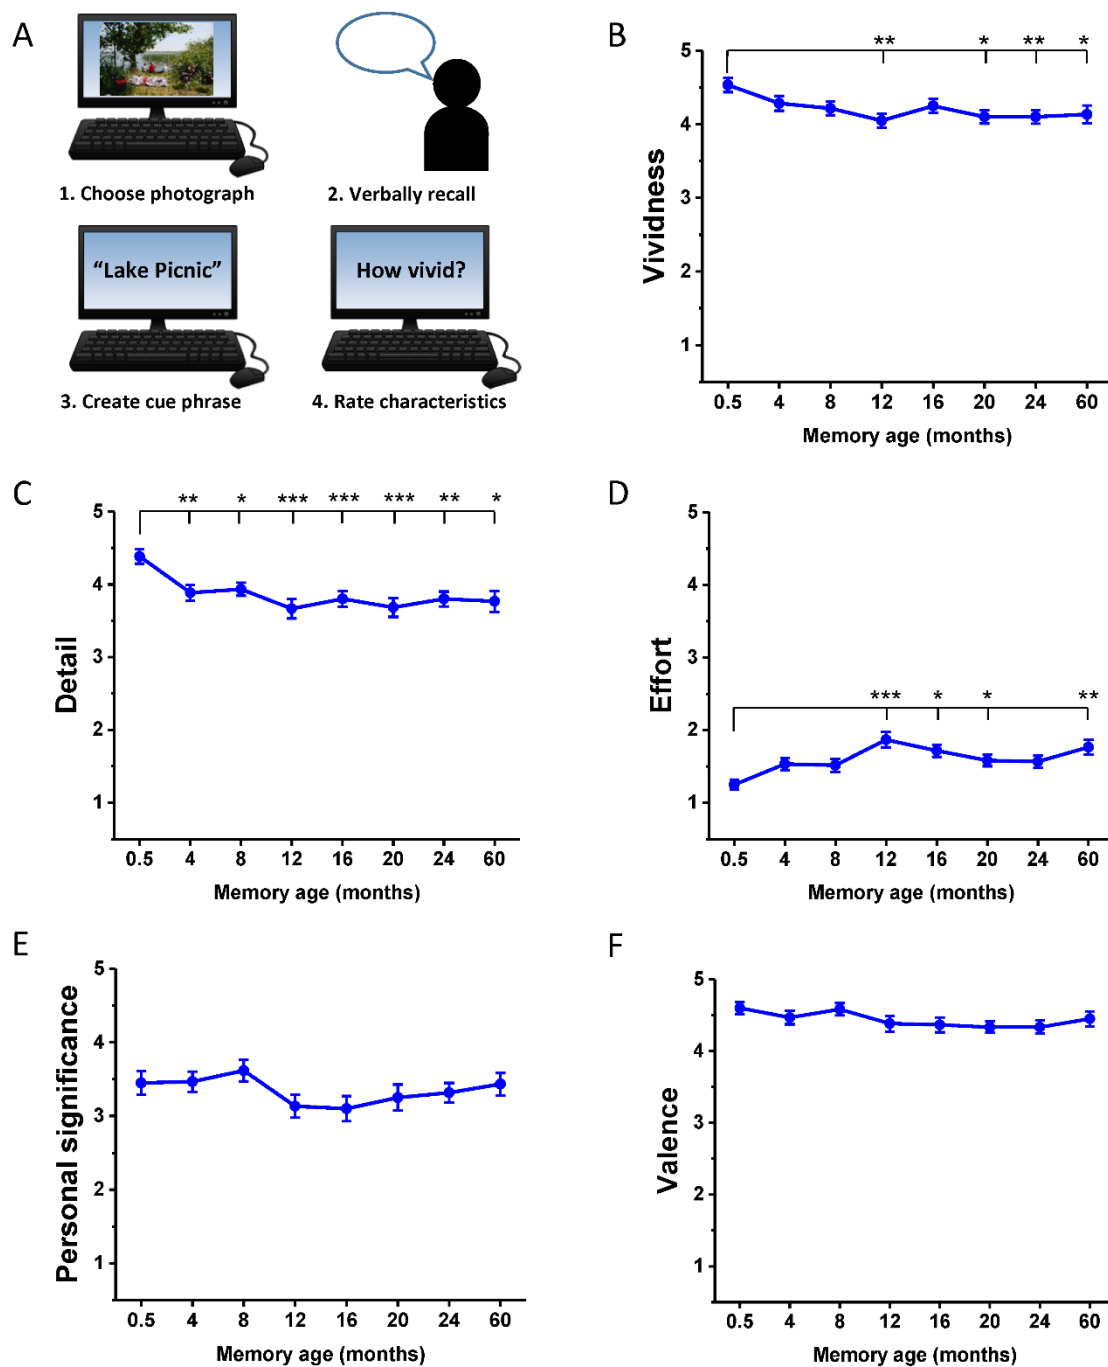 A
1. Choose photograph
2. Verbally recall
“Lake Picnic”
How vivid?
3. Create cue phrase
4. Rate characteristics
B
** * ** *
5
4
3
2
1
Vividness
0.5 4 8 12 16 20 24 60
Memory age (months)
C
** * *** *** *** ** *
5
4
3
2
1
Detail
0.5 4 8 12 16 20 24 60
Memory age (months)
D
5
4
3
2
1
Effort
*** * * **
0.5 4 8 12 16 20 24 60
Memory age (months)
E
5
4
3
2
1
Personal significance
0.5 4 8 12 16 20 24 60
Memory age (months)
F
5
4
3
2
1
Valence
0.5 4 8 12 16 20 24 60
Memory age (months)